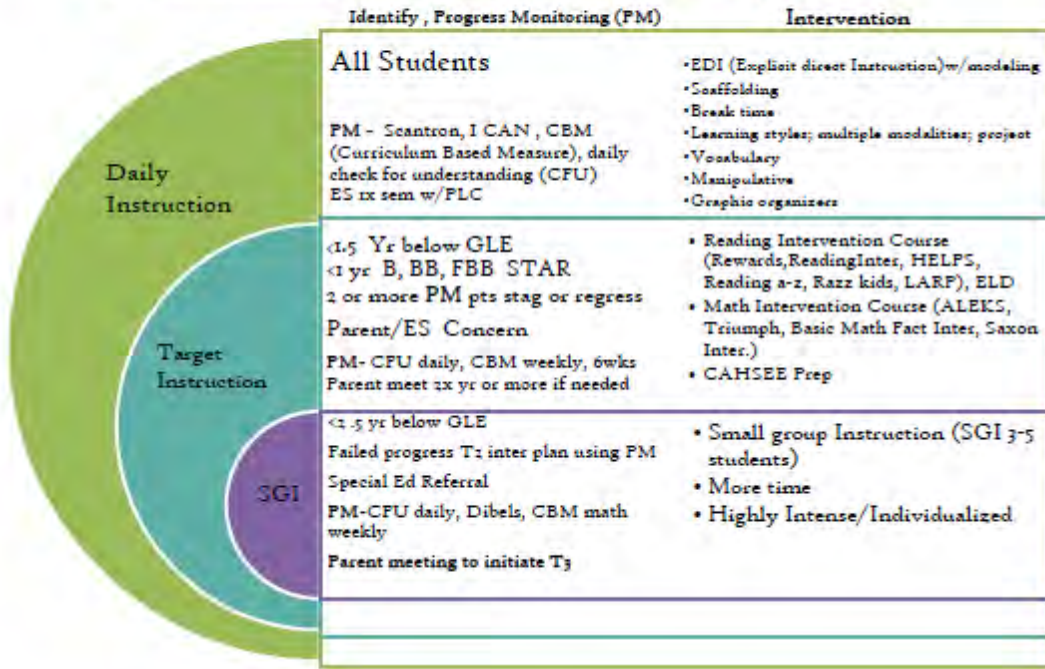 Identify , Progress Monitoring (PM)
Intervention
Daily
Instruction
All Students
PM - Scantron, I CAN , CBM
(Curriculum Based Measure), daily
check for understanding (CFU)
ES 1x sem w/PLC
•EDI (Explicit direct Instruction)w/modeling
•Scaffolding
•Break time
•Learning styles; multiple modalities; project
•Vocabulary
•Manipulative
•Graphic organizers
Target
Instruction
<1.5 Yr below GLE
<1 yr B, BB, FBB STAR
2 or more PM pts stag or regress
Parent/ES Concern
PM- CFU daily, CBM weekly, 6wks
Parent meet 2x yr or more if needed
• Reading Intervention Course
(Rewards,ReadingInter, HELPS,
Reading a-z, Razz kids, LARP), ELD
• Math Intervention Course (ALEKS,
Triumph, Basic Math Fact Inter, Saxon
Inter.)
• CAHSEE Prep
SGI
<2 .5 yr below GLE
Failed progress T2 inter plan using PM
Special Ed Referral
PM-CFU daily, Dibels, CBM math
weekly
Parent meeting to initiate T3
• Small group Instruction (SGI 3-5
students)
• More time
• Highly Intense/Individualized